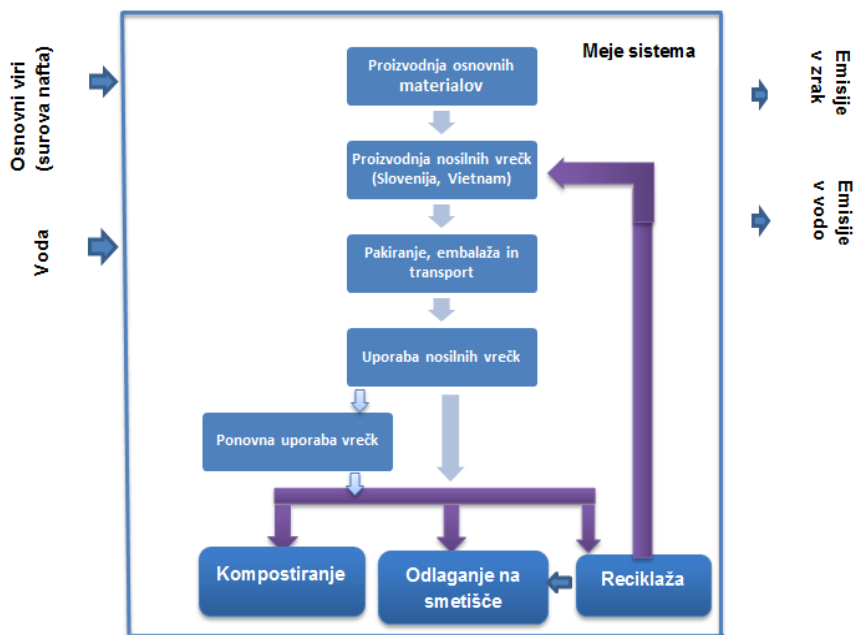 Osnovni viri
(surova nafta)
Voda
Meje sistema
Proizvodnja osnovnih
materialov
Proizvodnja nosilnih vrečk
(Slovenija, Vietnam)
Pakiranje, embalaža in
transport
Uporaba nosilnih vrečk
Ponovna uporaba vrečk
Kompostiranje
Odlaganje na
smetišče
Reciklaža
Emisije
v zrak
Emisije
v vodo